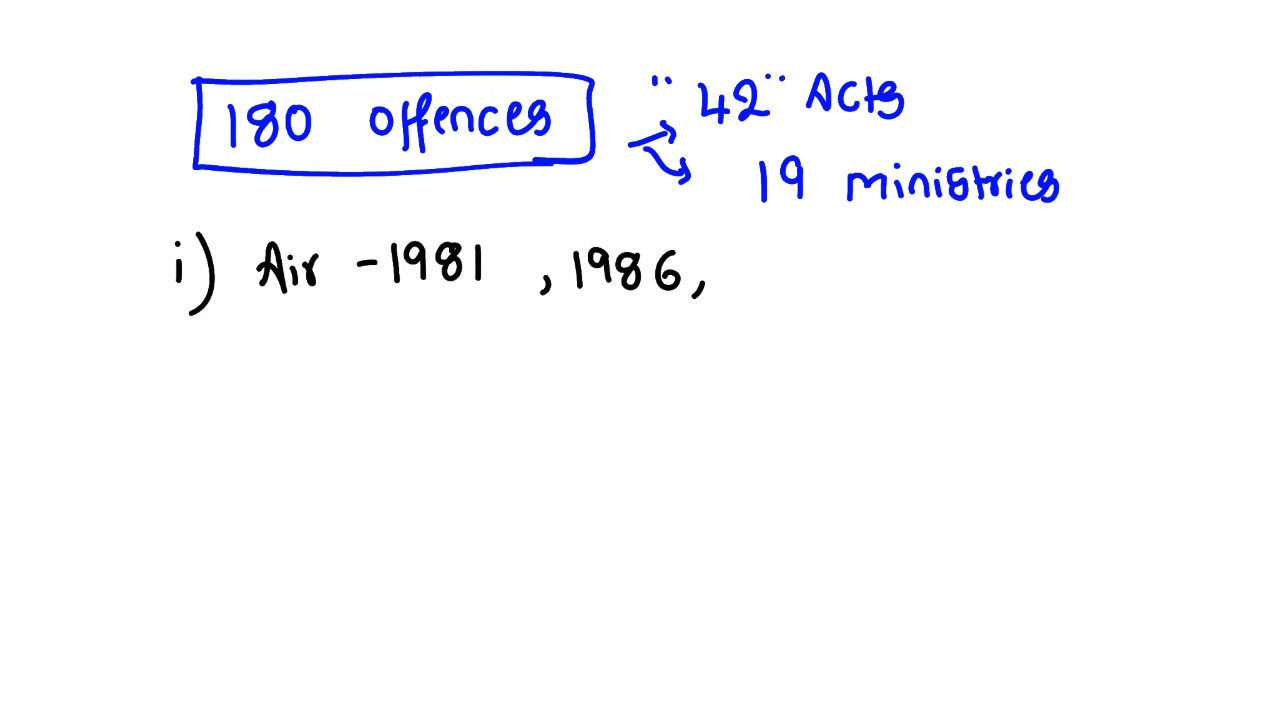 180 offences
"42" Acts
19 ministries
i) Air - 1981 , 1986,